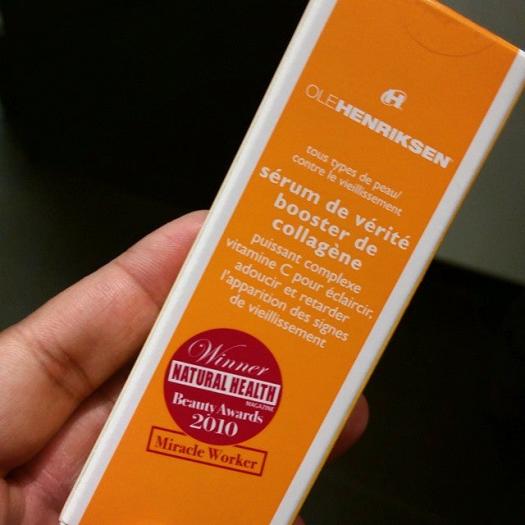 OLEHENRIKSEN
tous types de peau/
contre le vieillissement
sérum de vérité
booster de
collagène
puissant complexe
vitamine C pour éclaircir,
adoucir et retarder
l'apparition des signes
de vieillissement
Winner
NATURAL HEALTH
MAGAZINE
Beauty Awards
2010
Miracle Worker